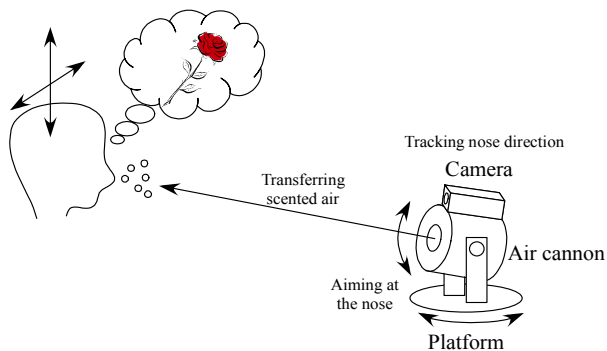 Tracking nose direction
Camera
Transferring
scented air
Air cannon
Aiming at
the nose
Platform